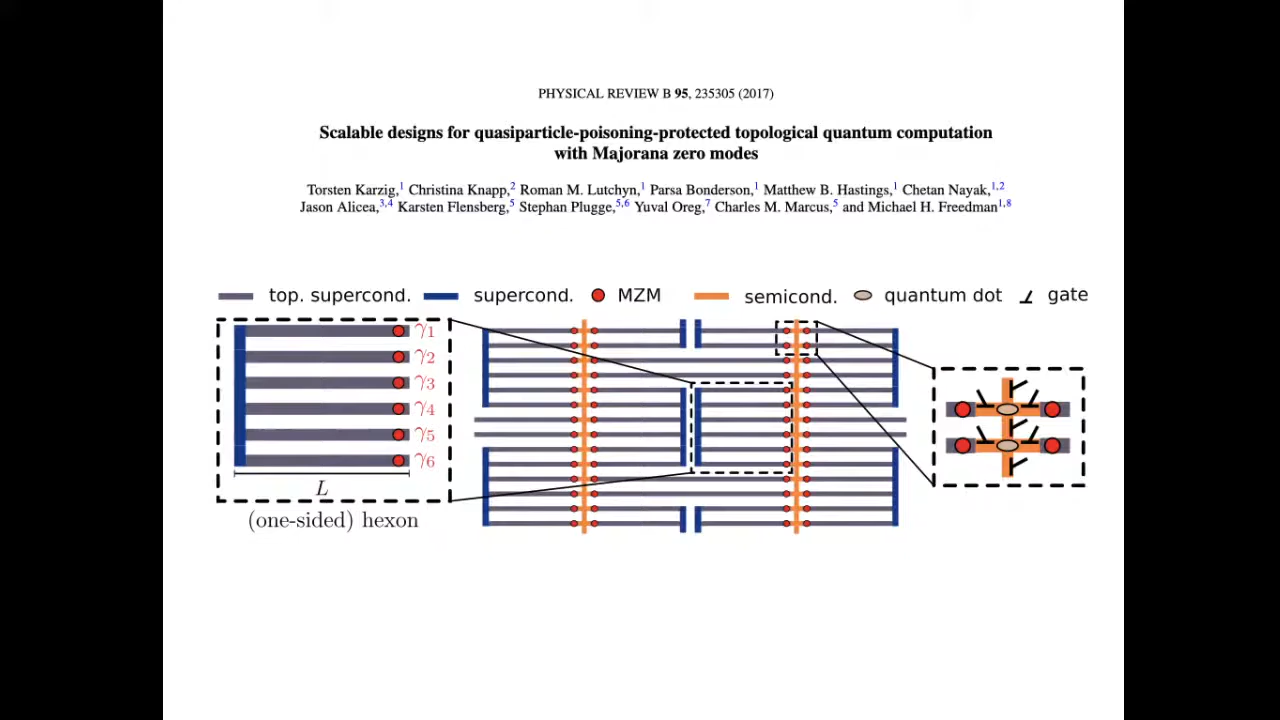 PHYSICAL REVIEW B 95, 235305 (2017)
Scalable designs for quasiparticle-poisoning-protected topological quantum computation
with Majorana zero modes
Torsten Karzig,1 Christina Knapp,2 Roman M. Lutchyn,1 Parsa Bonderson,1 Matthew B. Hastings,1 Chetan Nayak,1,2
Jason Alicea,3,4 Karsten Flensberg,5 Stephan Plugge,5,6 Yuval Oreg,7 Charles M. Marcus,5 and Michael H. Freedman1,8
top. supercond. supercond. MZM semicond. quantum dot gate
γ1
γ2
γ3
γ4
γ5
γ6
L
(one-sided) hexon